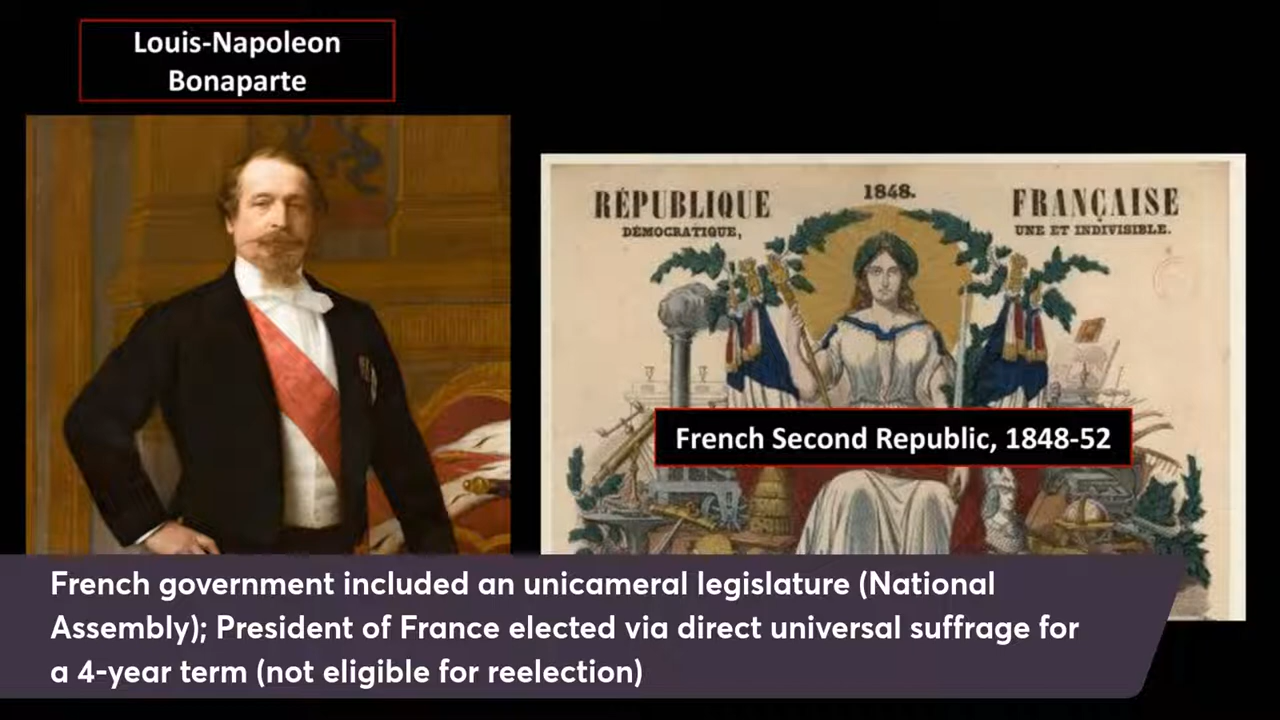 Louis-Napoleon
Bonaparte
RÉPUBLIQUE
1848.
FRANÇAISE
DÉMOCRATIQUE,
UNE ET INDIVISIBLE.
French Second Republic, 1848-52
French government included an unicameral legislature (National
Assembly); President of France elected via direct universal suffrage for
a 4-year term (not eligible for reelection)